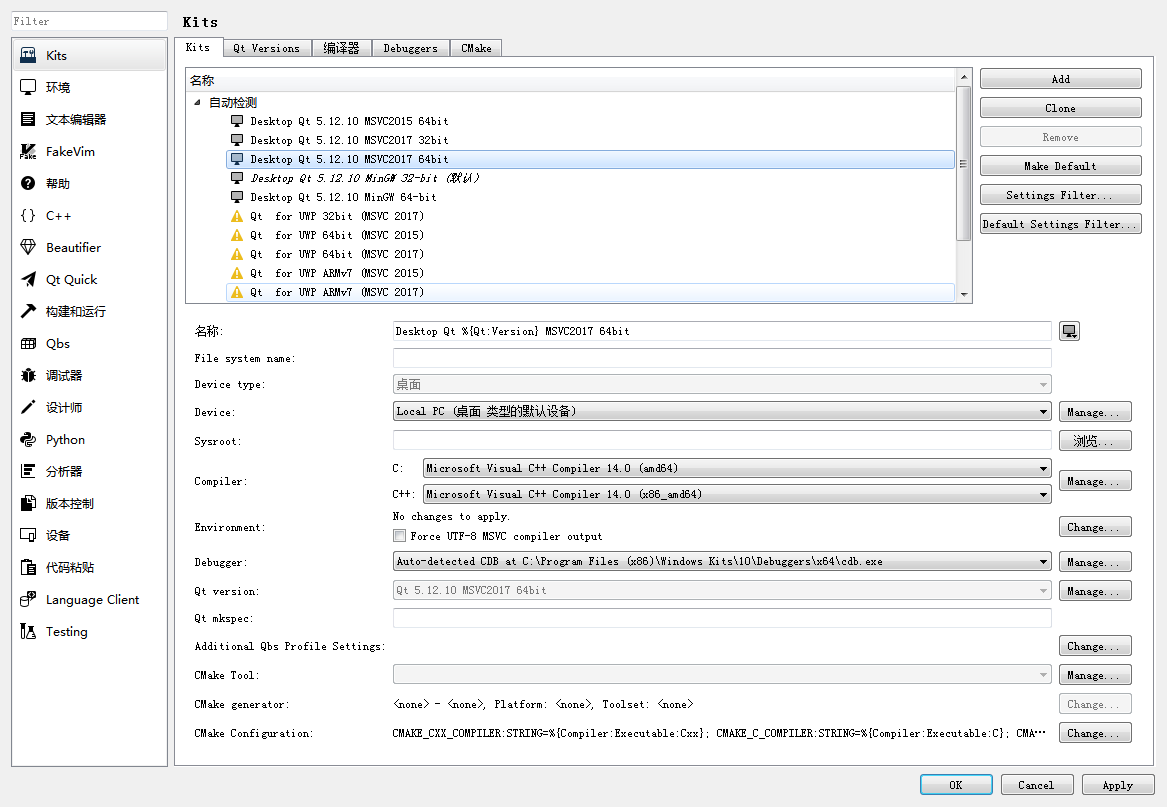 Filter
Kits
环境
文本编辑器
FakeVim
帮助
C++
Beautifier
Qt Quick
构建和运行
Qbs
调试器
设计师
Python
分析器
版本控制
设备
代码粘贴
Language Client
Testing
Kits
Kits Qt Versions 编译器 Debuggers CMake
名称
自动检测
Desktop Qt 5.12.10 MSVC2015 64bit
Desktop Qt 5.12.10 MSVC2017 32bit
Desktop Qt 5.12.10 MSVC2017 64bit
Desktop Qt 5.12.10 MinGW 32-bit (默认)
Desktop Qt 5.12.10 MinGW 64-bit
Qt for UWP 32bit (MSVC 2017)
Qt for UWP 64bit (MSVC 2015)
Qt for UWP 64bit (MSVC 2017)
Qt for UWP ARMv7 (MSVC 2015)
Qt for UWP ARMv7 (MSVC 2017)
Add
Clone
Remove
Make Default
Settings Filter...
Default Settings Filter...
名称: Desktop Qt %{Qt:Version} MSVC2017 64bit
File system name:
Device type: 桌面
Device: Local PC (桌面 类型的默认设备) Manage...
Sysroot: 浏览...
Compiler: C: Microsoft Visual C++ Compiler 14.0 (amd64) Manage...
C++: Microsoft Visual C++ Compiler 14.0 (x86_amd64)
Environment: No changes to apply. Change...
Force UTF-8 MSVC compiler output
Debugger: Auto-detected CDB at C:\Program Files (x86)\Windows Kits\10\Debuggers\x64\cdb.exe Manage...
Qt version: Qt 5.12.10 MSVC2017 64bit Manage...
Qt mkspec:
Additional Qbs Profile Settings: Change...
CMake Tool: Manage...
CMake generator: <none> - <none>, Platform: <none>, Toolset: <none> Change...
CMake Configuration: CMAKE_CXX_COMPILER:STRING=%{Compiler:Executable:Cxx}; CMAKE_C_COMPILER:STRING=%{Compiler:Executable:C}; CMA... Change...
OK Cancel Apply